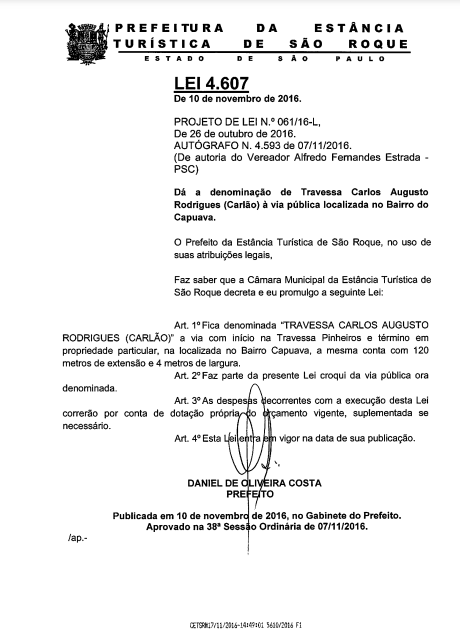 PREFEITURA DA ESTÂNCIA
TURÍSTICA DE SÃO ROQUE
ESTADO DE SÃO PAULO
LEI 4.607
De 10 de novembro de 2016.
PROJETO DE LEI N.º 061/16-L,
De 26 de outubro de 2016.
AUTÓGRAFO N. 4.593 de 07/11/2016.
(De autoria do Vereador Alfredo Fernandes Estrada -
PSC)
Dá a denominação de Travessa Carlos Augusto
Rodrigues (Carlão) à via pública localizada no Bairro do
Capuava.
O Prefeito da Estância Turística de São Roque, no uso de
suas atribuições legais,
Faz saber que a Câmara Municipal da Estância Turística de
São Roque decreta e eu promulgo a seguinte Lei:
Art. 1º Fica denominada “TRAVESSA CARLOS AUGUSTO
RODRIGUES (CARLÃO)” a via com início na Travessa Pinheiros e término em
propriedade particular, na localizada no Bairro Capuava, a mesma conta com 120
metros de extensão e 4 metros de largura.
Art. 2º Faz parte da presente Lei croqui da via pública ora
denominada.
Art. 3º As despesas decorrentes com a execução desta Lei
correrão por conta de dotação própria do orçamento vigente, suplementada se
necessário.
Art. 4º Esta Lei entra em vigor na data de sua publicação.
DANIEL DE OLIVEIRA COSTA
PREFEITO
Publicada em 10 de novembro de 2016, no Gabinete do Prefeito.
Aprovado na 38ª Sessão Ordinária de 07/11/2016.
/ap.-
CETSR#17/11/2016-14:49:01 5610/2016 F1